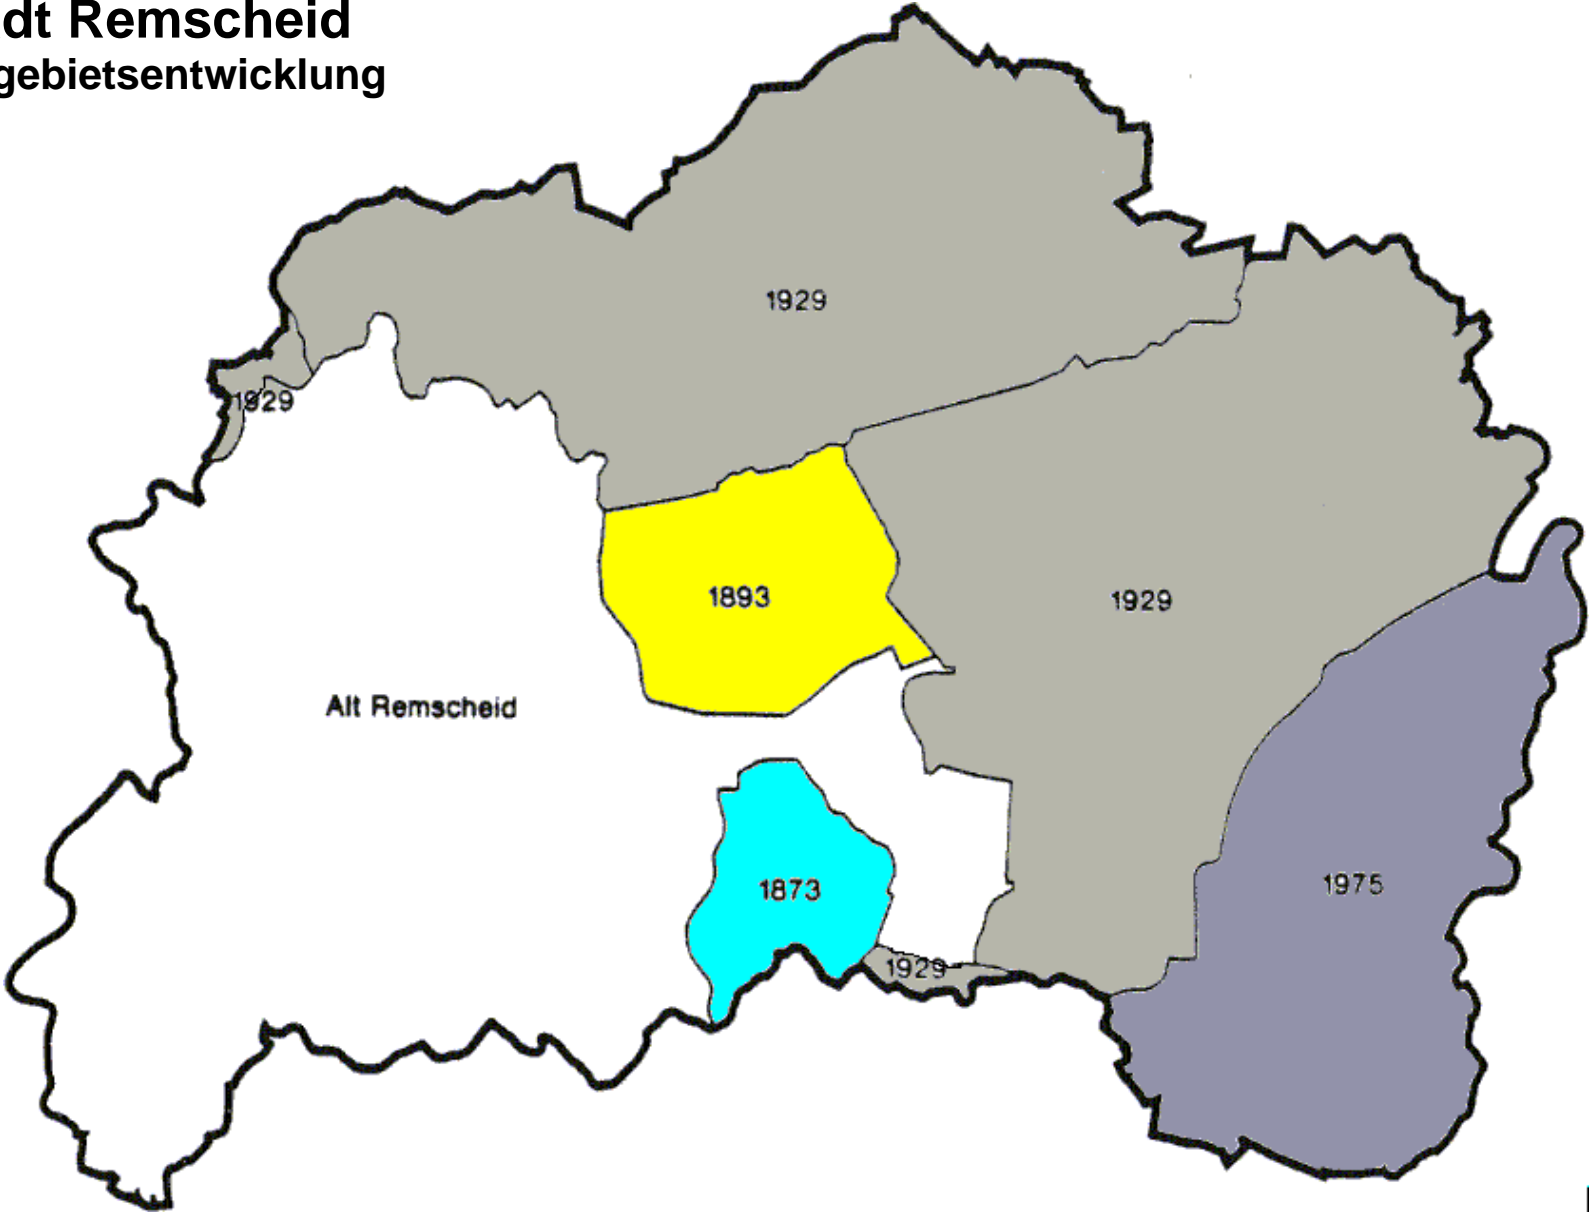 dt Remscheid
gebietsentwicklung
1929
1929
1893
1929
Alt Remscheid
1873
1975
1929